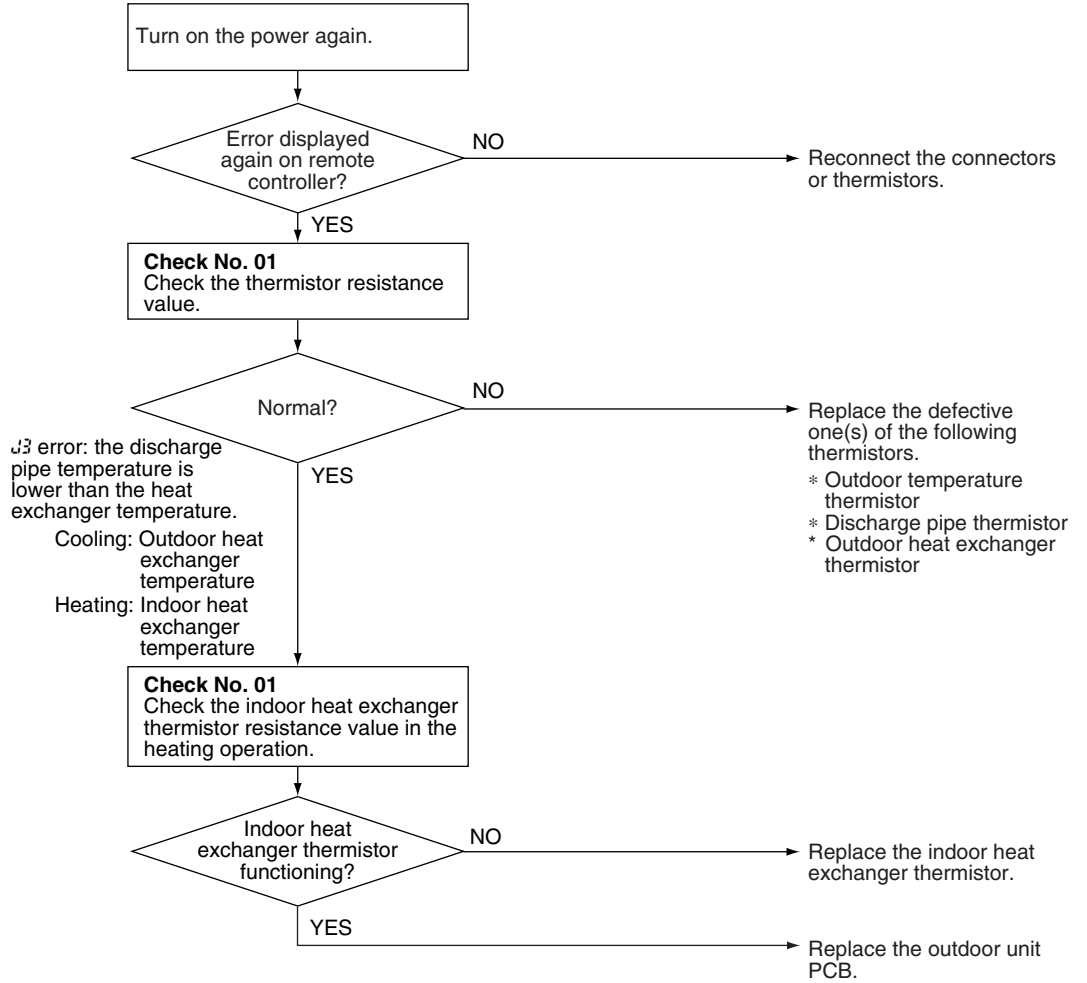 Turn on the power again.
Error displayed
again on remote
controller?
NO
Reconnect the connectors
or thermistors.
YES
Check No. 01
Check the thermistor resistance
value.
Normal?
NO
Replace the defective
one(s) of the following
thermistors.
∗ Outdoor temperature
thermistor
∗ Discharge pipe thermistor
* Outdoor heat exchanger
thermistor
YES
J3 error: the discharge
pipe temperature is
lower than the heat
exchanger temperature.
Cooling: Outdoor heat
exchanger
temperature
Heating: Indoor heat
exchanger
temperature
Check No. 01
Check the indoor heat exchanger
thermistor resistance value in the
heating operation.
Indoor heat
exchanger thermistor
functioning?
NO
Replace the indoor heat
exchanger thermistor.
YES
Replace the outdoor unit
PCB.